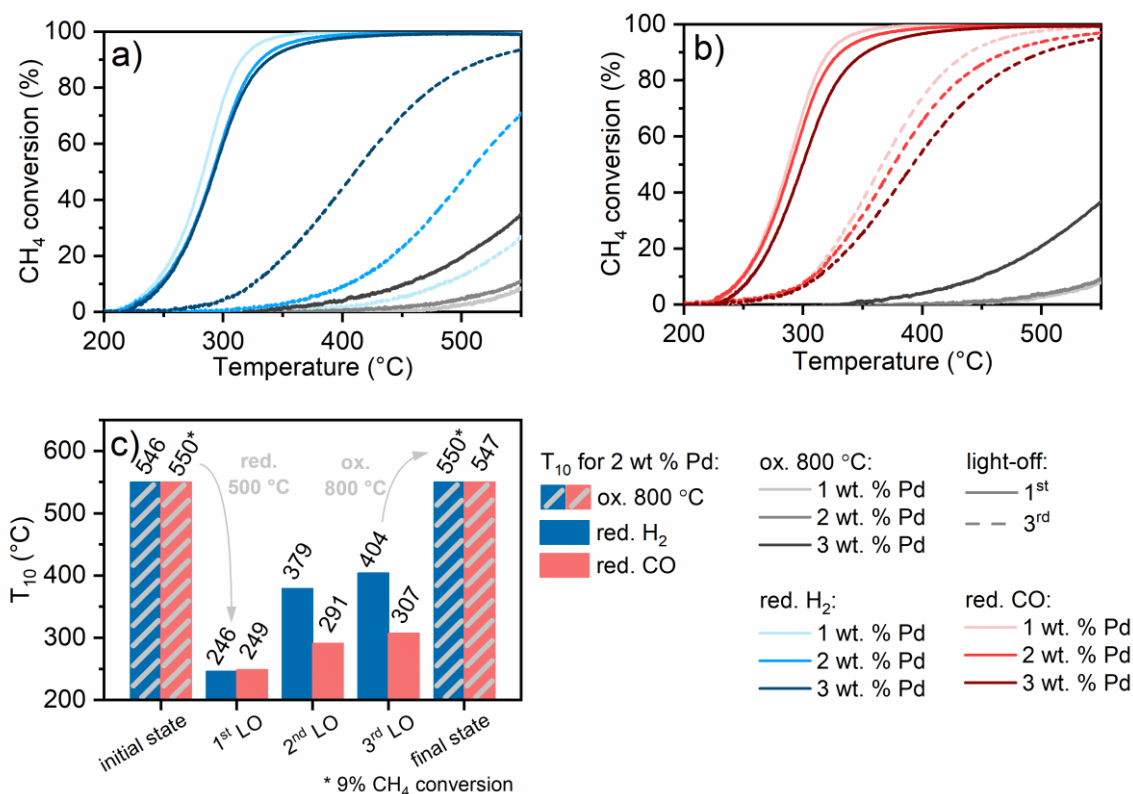 a)
100
80
60
40
20
0
CH₄ conversion (%)
200 300 400 500
Temperature (°C)
b)
100
80
60
40
20
0
CH₄ conversion (%)
200 300 400 500
Temperature (°C)
c)
600
500
400
300
200
T₁₀ (°C)
546 550*
red. 500 °C
246 249
379 291
ox. 800 °C
404 307
550* 547
initial state 1ˢᵗ LO 2ⁿᵈ LO 3ʳᵈ LO final state
* 9% CH₄ conversion
T₁₀ for 2 wt % Pd:
ox. 800 °C
red. H₂
red. CO
ox. 800 °C:
1 wt. % Pd
2 wt. % Pd
3 wt. % Pd
light-off:
1ˢᵗ
3ʳᵈ
red. H₂:
1 wt. % Pd
2 wt. % Pd
3 wt. % Pd
red. CO:
1 wt. % Pd
2 wt. % Pd
3 wt. % Pd